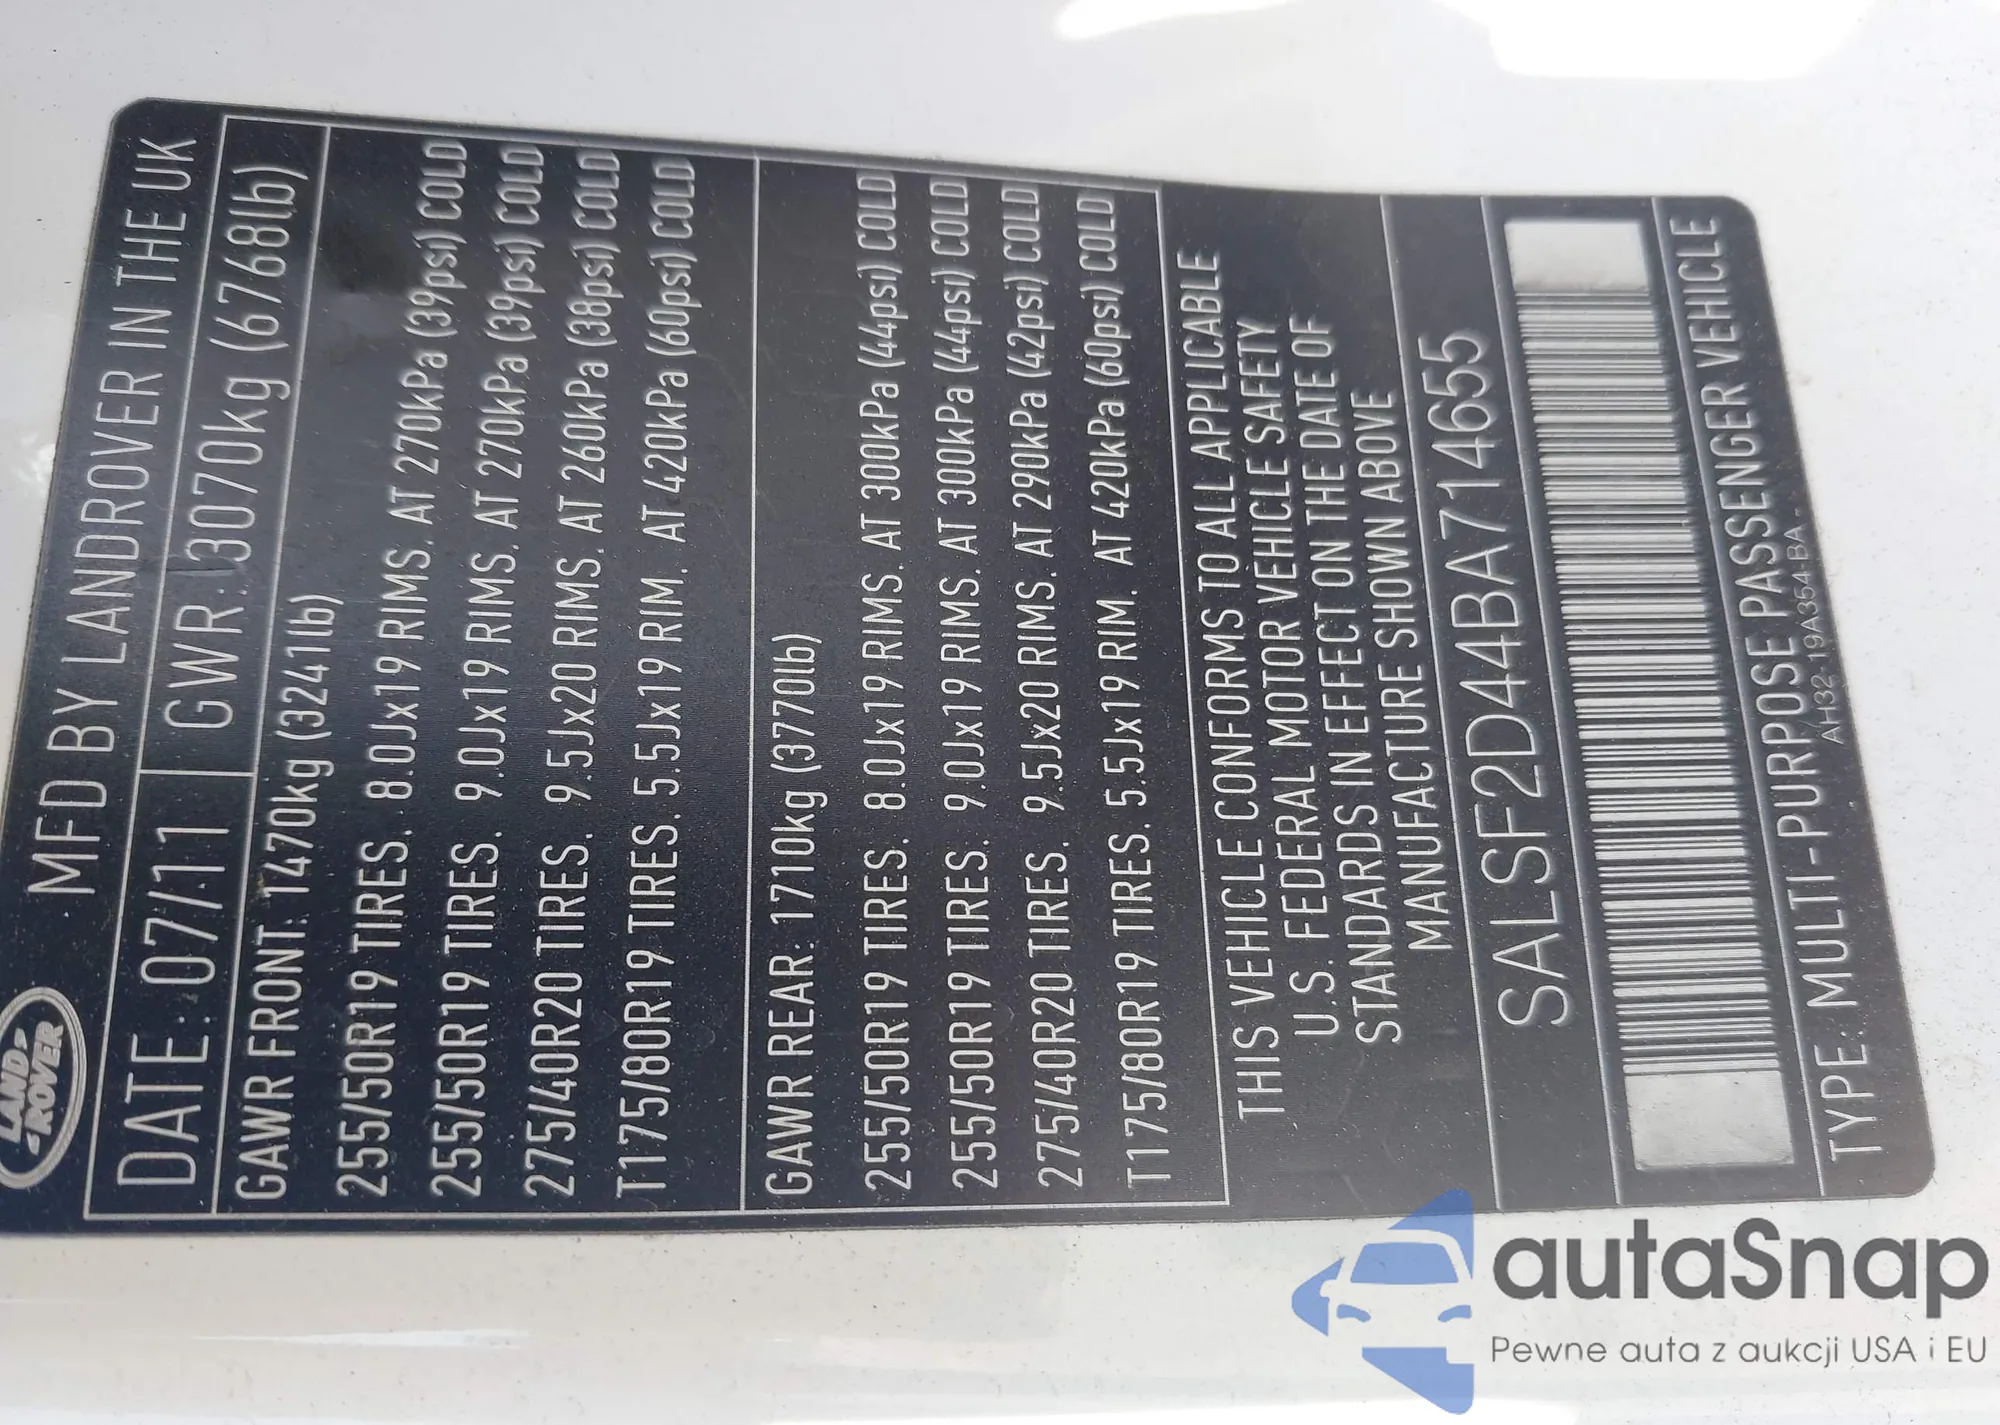 LAND-
-ROVER
MFD BY LANDROVER IN THE UK
DATE: 07/11 GWR: 3070kg (6768lb)
GAWR FRONT: 1470kg (3241lb)
255/50R19 TIRES. 8.0Jx19 RIMS. AT 270kPa (39psi) COLD
255/50R19 TIRES. 9.0Jx19 RIMS. AT 270kPa (39psi) COLD
275/40R20 TIRES. 9.5Jx20 RIMS. AT 260kPa (38psi) COLD
T175/80R19 TIRES. 5.5Jx19 RIM. AT 420kPa (60psi) COLD
GAWR REAR: 1710kg (3770lb)
255/50R19 TIRES. 8.0Jx19 RIMS. AT 300kPa (44psi) COLD
255/50R19 TIRES. 9.0Jx19 RIMS. AT 300kPa (44psi) COLD
275/40R20 TIRES. 9.5Jx20 RIMS. AT 290kPa (42psi) COLD
T175/80R19 TIRES. 5.5Jx19 RIM. AT 420kPa (60psi) COLD
THIS VEHICLE CONFORMS TO ALL APPLICABLE
U.S. FEDERAL MOTOR VEHICLE SAFETY
STANDARDS IN EFFECT ON THE DATE OF
MANUFACTURE SHOWN ABOVE
SALSF2D44BA714655
TYPE: MULTI-PURPOSE PASSENGER VEHICLE
AH32-19A354-BA
autaSnap
Pewne auta z aukcji USA i EU